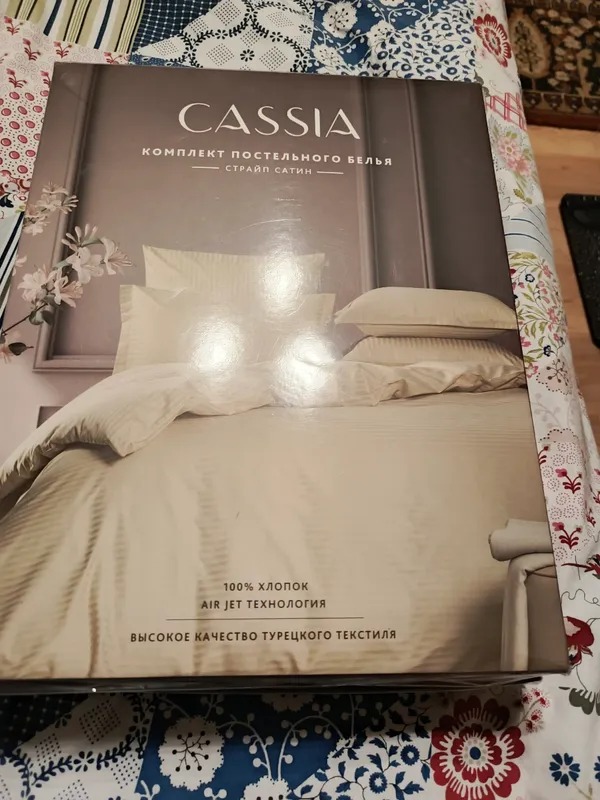 CASSIA
КОМПЛЕКТ ПОСТЕЛЬНОГО БЕЛЬЯ
СТРАЙП САТИН
100% ХЛОПОК
AIR JET ТЕХНОЛОГИЯ
ВЫСОКОЕ КАЧЕСТВО ТУРЕЦКОГО ТЕКСТИЛЯ